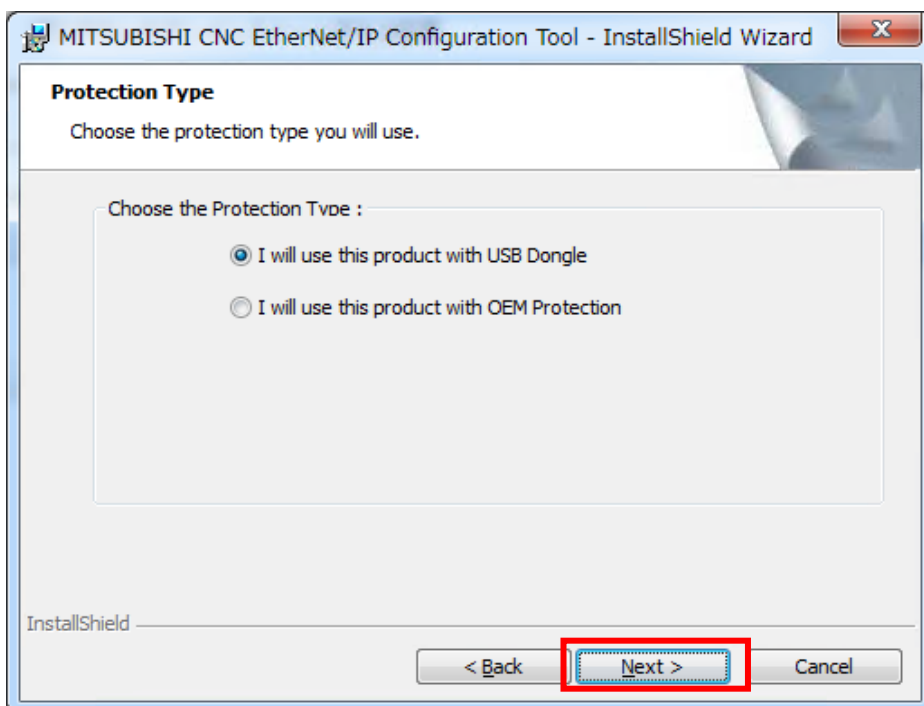 MITSUBISHI CNC EtherNet/IP Configuration Tool - InstallShield Wizard
X
Protection Type
Choose the protection type you will use.
Choose the Protection Type :
I will use this product with USB Dongle
I will use this product with OEM Protection
InstallShield
< Back
Next >
Cancel